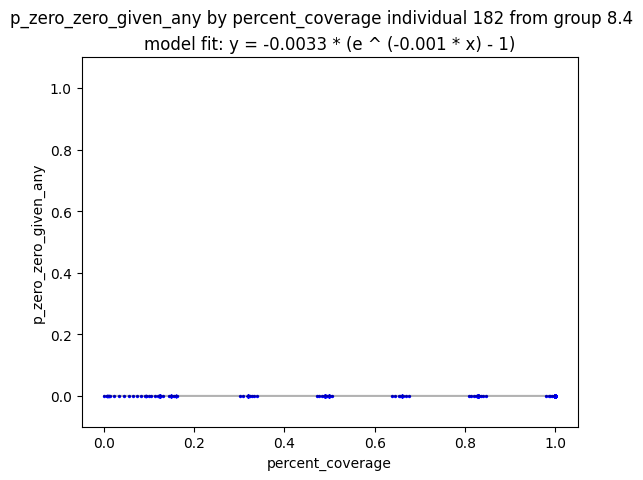 p_zero_zero_given_any by percent_coverage individual 182 from group 8.4
model fit: y = -0.0033 * (e ^ (-0.001 * x) - 1)
1.0
0.8
0.6
0.4
0.2
0.0
p_zero_zero_given_any
0.0 0.2 0.4 0.6 0.8 1.0
percent_coverage